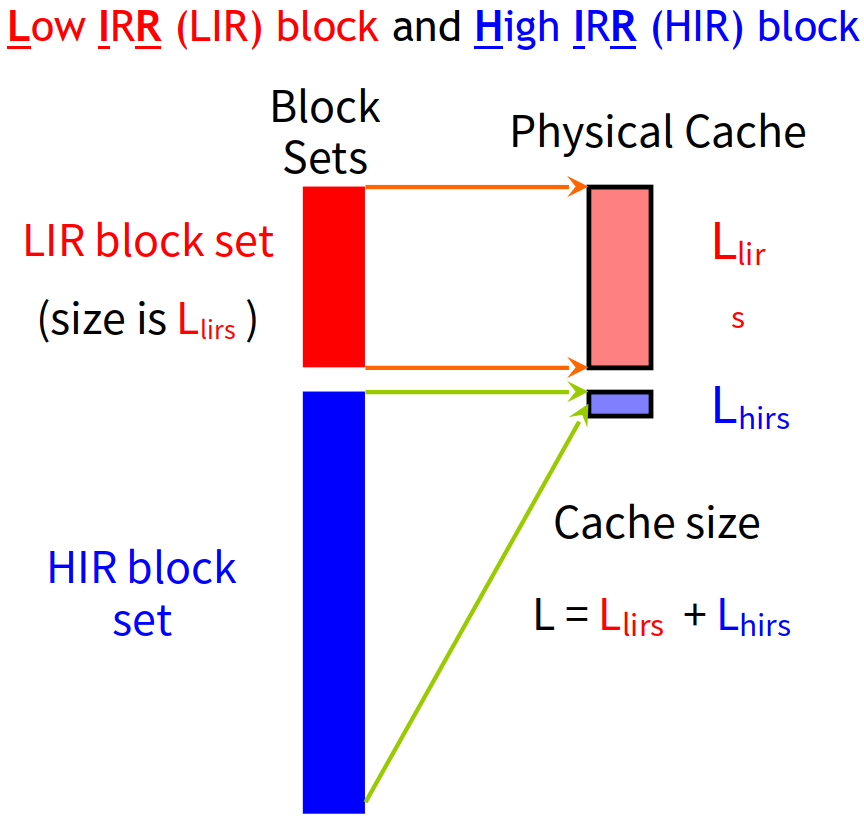 Low IRR (LIR) block and High IRR (HIR) block
Block
Sets
Physical Cache
LIR block set
(size is Llirs )
Llir
s
Lhirs
HIR block
set
Cache size
L = Llirs + Lhirs